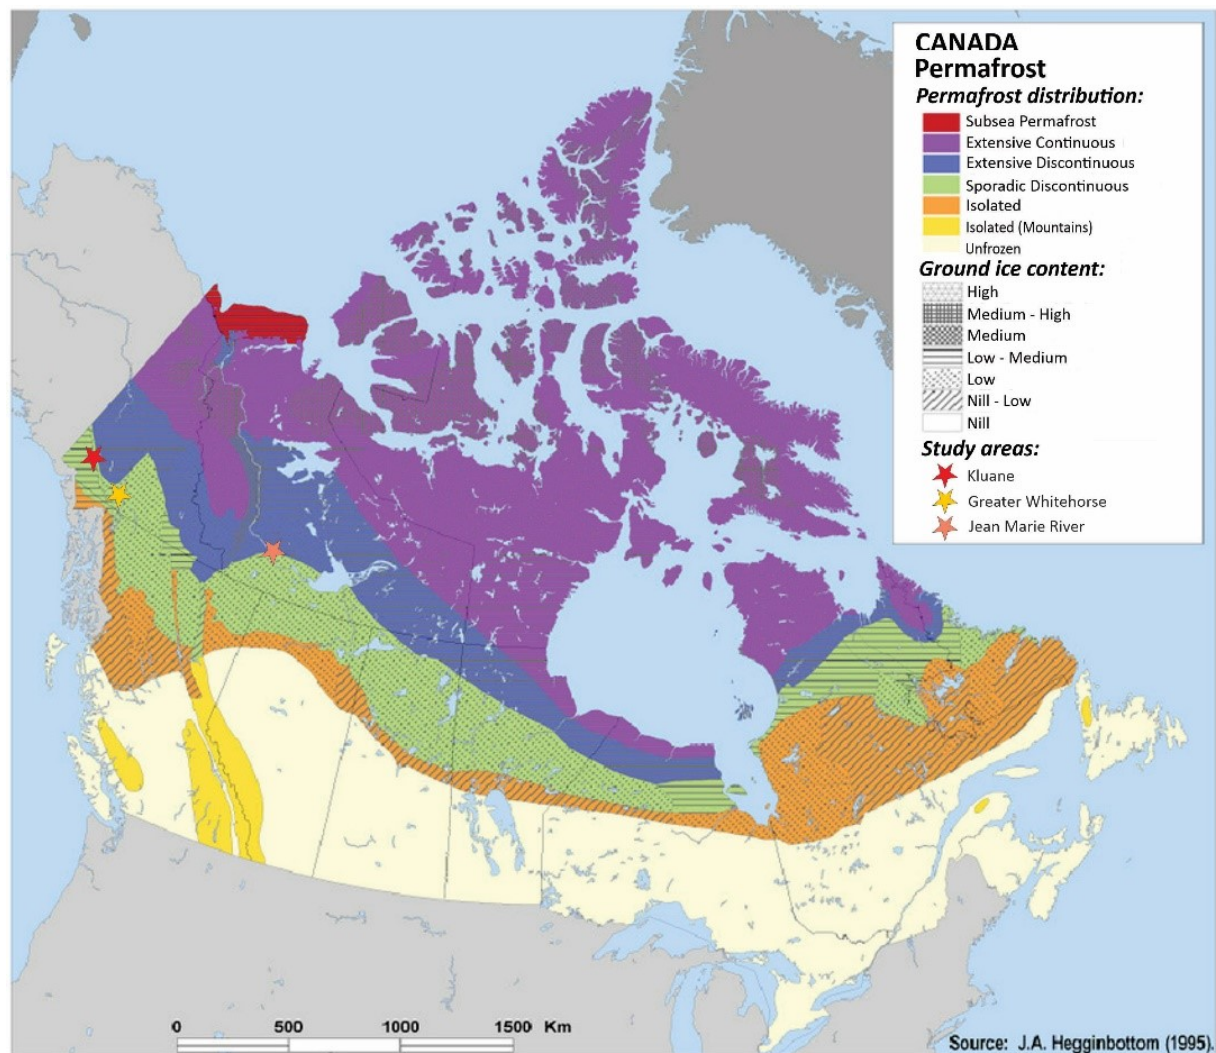 CANADA
Permafrost
Permafrost distribution:
Subsea Permafrost
Extensive Continuous
Extensive Discontinuous
Sporadic Discontinuous
Isolated
Isolated (Mountains)
Unfrozen
Ground ice content:
High
Medium - High
Medium
Low - Medium
Low
Nill - Low
Nill
Study areas:
Kluane
Greater Whitehorse
Jean Marie River
0 500 1000 1500 Km
Source: J.A. Hegginbottom (1995).